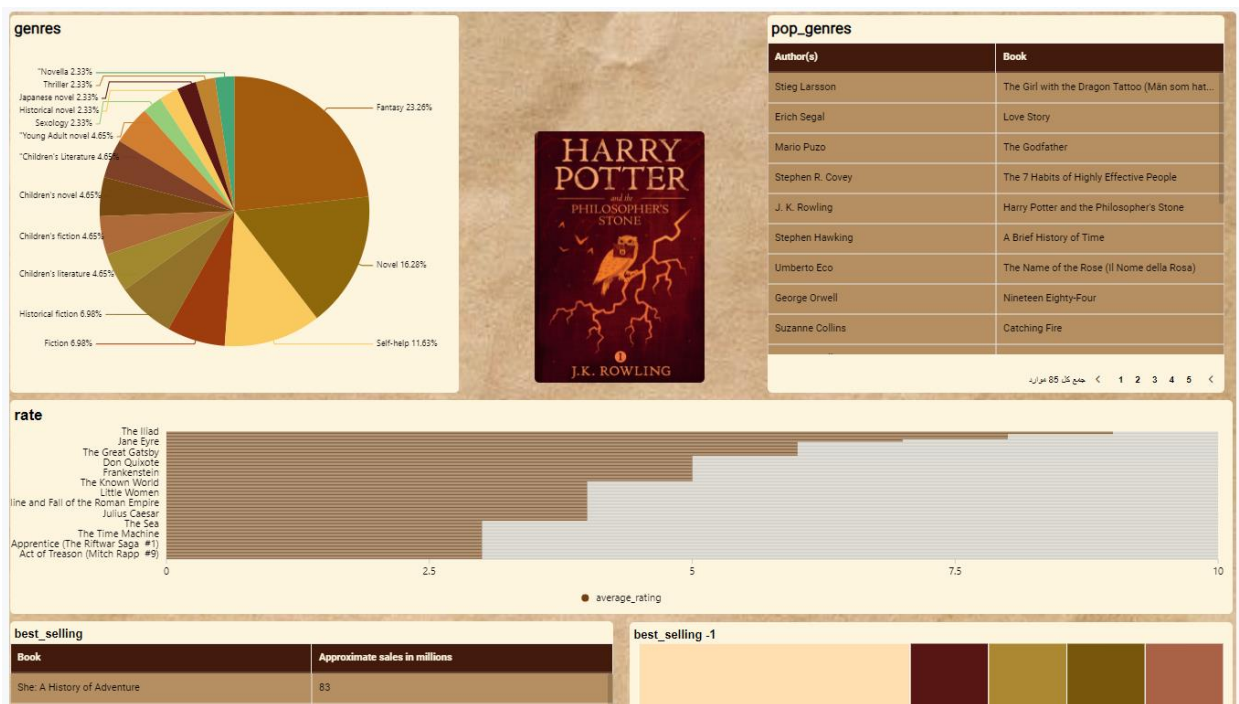 genres
"Novella 2.33%
Thriller 2.33%
Japanese novel 2.33%
Historical novel 2.33%
Sexology 2.33%
"Young Adult novel 4.65%
"Children's Literature 4.65%
Children's novel 4.65%
Children's fiction 4.65%
Children's literature 4.65%
Historical fiction 6.98%
Fiction 6.98%
Fantasy 23.26%
Novel 16.28%
Self-help 11.63%
HARRY
POTTER
and the
PHILOSOPHER'S
STONE
1
J.K. ROWLING
pop_genres
Author(s) Book
Stieg Larsson The Girl with the Dragon Tattoo (Män som hat...
Erich Segal Love Story
Mario Puzo The Godfather
Stephen R. Covey The 7 Habits of Highly Effective People
J. K. Rowling Harry Potter and the Philosopher's Stone
Stephen Hawking A Brief History of Time
Umberto Eco The Name of the Rose (Il Nome della Rosa)
George Orwell Nineteen Eighty-Four
Suzanne Collins Catching Fire
جمع کل 85 موارد 1 2 3 4 5
rate
The Iliad
Jane Eyre
The Great Gatsby
Don Quixote
Frankenstein
The Known World
Little Women
line and Fall of the Roman Empire
Julius Caesar
The Sea
The Time Machine
Apprentice (The Riftwar Saga #1)
Act of Treason (Mitch Rapp #9)
0 2.5 5 7.5 10
average_rating
best_selling
Book Approximate sales in millions
She: A History of Adventure 83
best_selling -1